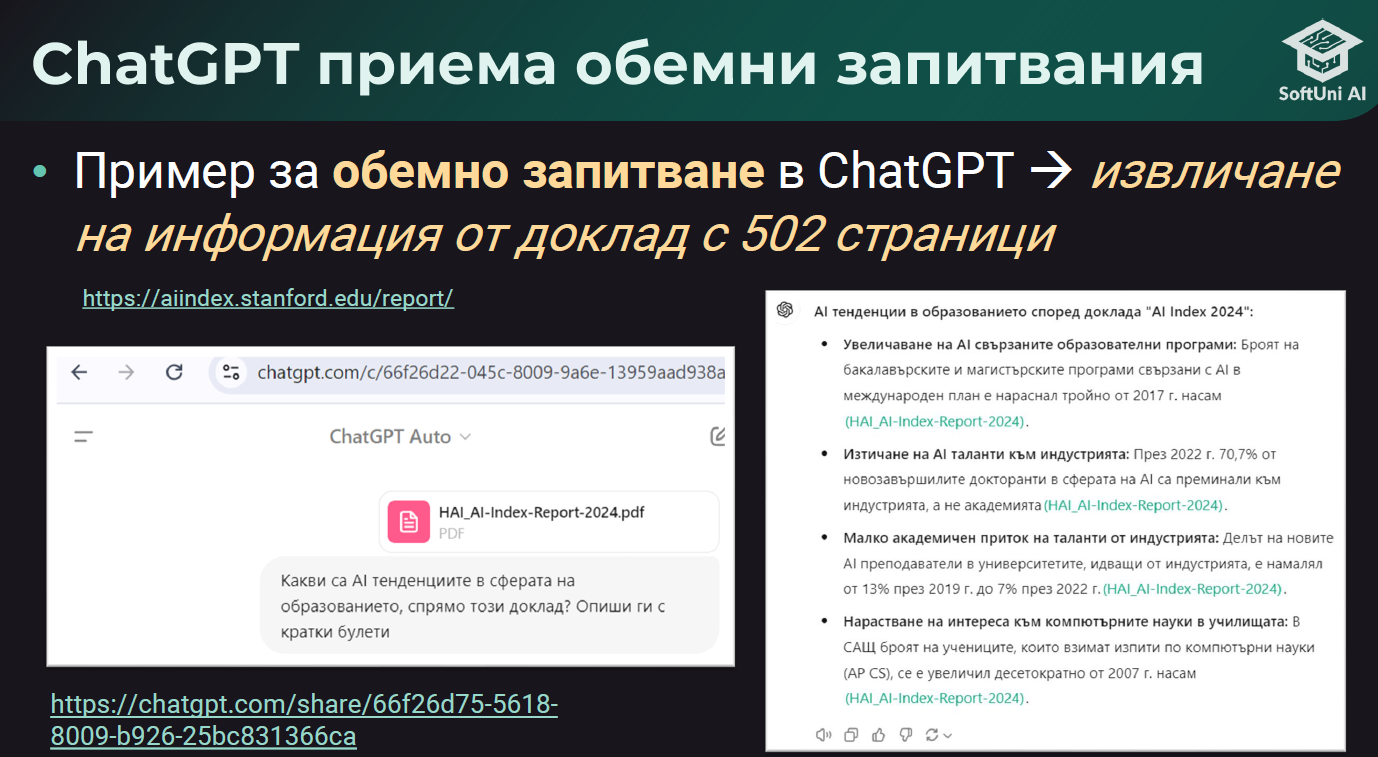 ChatGPT приема обемни запитвания
SoftUni AI
• Пример за обемно запитване в ChatGPT → извличане
на информация от доклад с 502 страници
https://aiindex.stanford.edu/report/
chatgpt.com/c/66f26d22-045c-8009-9a6e-13959aad938a
ChatGPT Auto
HAI_AI-Index-Report-2024.pdf
PDF
Какви са AI тенденциите в сферата на
образованието, спрямо този доклад? Опиши ги с
кратки булети
https://chatgpt.com/share/66f26d75-5618-
8009-b926-25bc831366ca
AI тенденции в образованието според доклада "AI Index 2024":
• Увеличаване на AI свързаните образователни програми: Броят на
бакалавърските и магистърските програми свързани с AI в
международен план е нараснал тройно от 2017 г. насам
(HAI_AI-Index-Report-2024).
• Изтичане на AI таланти към индустрията: През 2022 г. 70,7% от
новозавършилите докторанти в сферата на AI са преминали към
индустрията, а не академията (HAI_AI-Index-Report-2024).
• Малко академичен приток на таланти от индустрията: Делът на новите
AI преподаватели в университетите, идващи от индустрията, е намалял
от 13% през 2019 г. до 7% през 2022 г. (HAI_AI-Index-Report-2024).
• Нарастване на интереса към компютърните науки в училищата: В
САЩ броят на учениците, които взимат изпити по компютърни науки
(AP CS), се е увеличил десетократно от 2007 г. насам
(HAI_AI-Index-Report-2024).